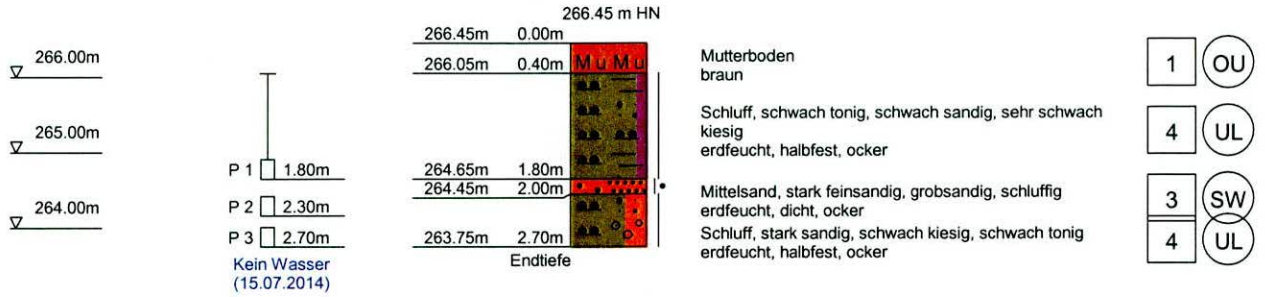 266.45 m HN
266.45m 0.00m
266.00m
266.05m 0.40m
Mu Mu
Mutterboden
braun
1 OU
265.00m
Schluff, schwach tonig, schwach sandig, sehr schwach
kiesig
erdfeucht, halbfest, ocker
4 UL
P 1 1.80m
264.65m 1.80m
264.45m 2.00m
Mittelsand, stark feinsandig, grobsandig, schluffig
erdfeucht, dicht, ocker
3 SW
264.00m
P 2 2.30m
P 3 2.70m
263.75m 2.70m
Schluff, stark sandig, schwach kiesig, schwach tonig
erdfeucht, halbfest, ocker
4 UL
Endtiefe
Kein Wasser
(15.07.2014)